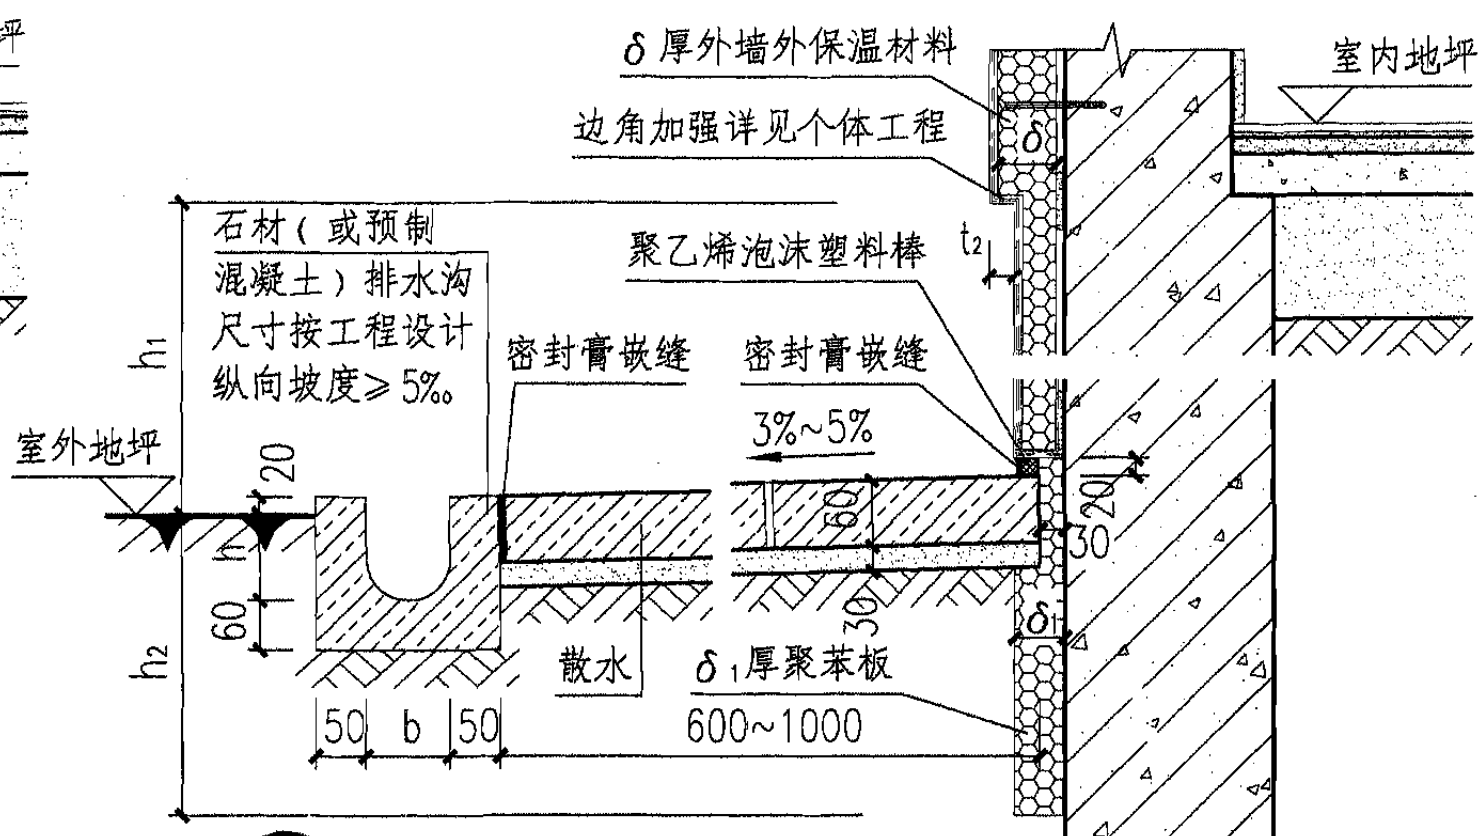 坪
δ 厚外墙外保温材料
室内地坪
边角加强详见个体工程
δ
石材（或预制
混凝土）排水沟
尺寸按工程设计
纵向坡度≥5‰
聚乙烯泡沫塑料棒
t2
h1
密封膏嵌缝
密封膏嵌缝
3%~5%
室外地坪
20
60
20
30
h
60
30
δ1
h2
散水
δ1厚聚苯板
50 b 50
600~1000